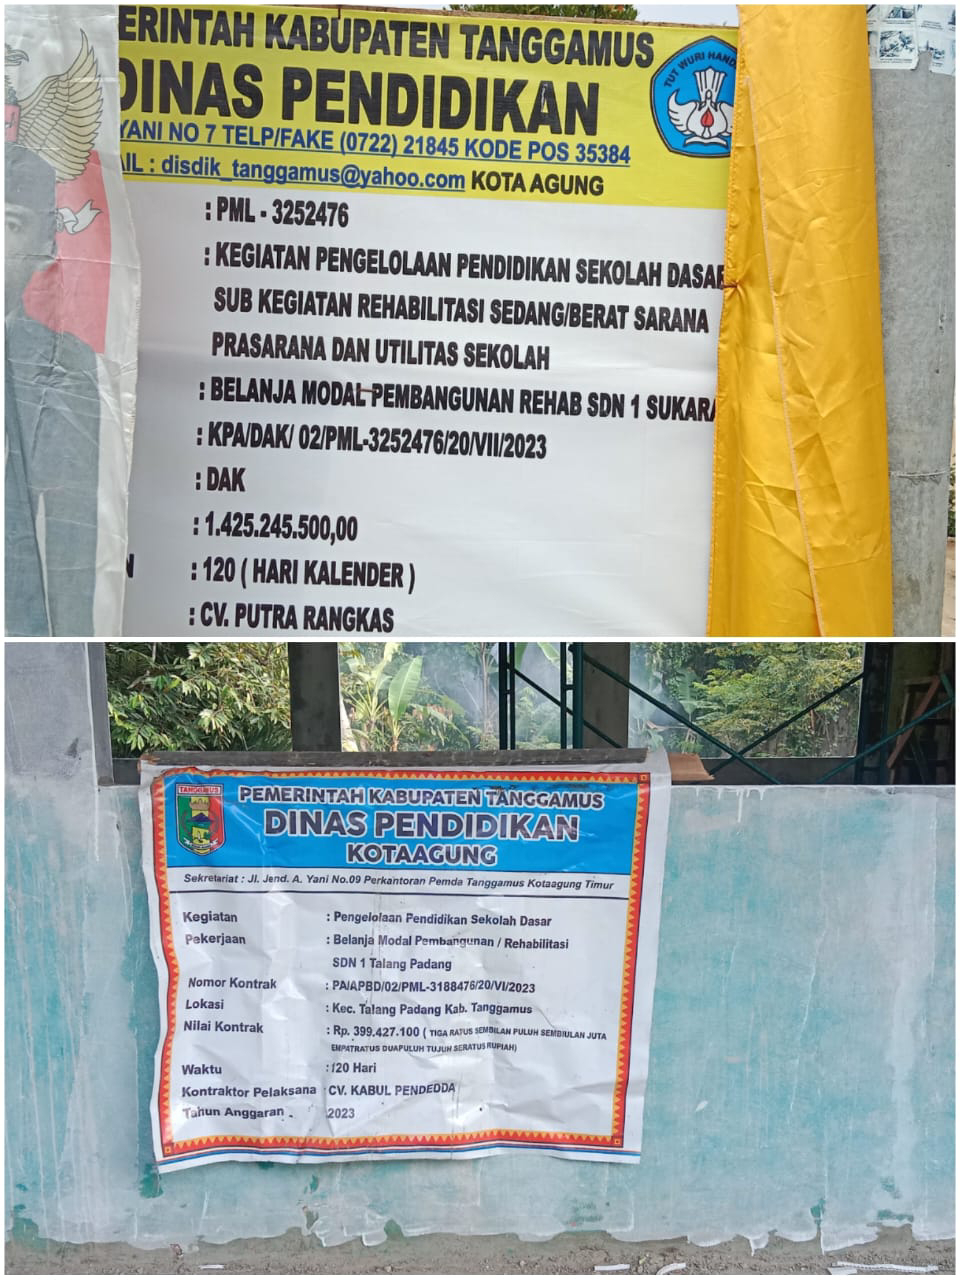 ERINTAH KABUPATEN TANGGAMUS
DINAS PENDIDIKAN
TUT WURI HAND
YANI NO 7 TELP/FAKE (0722) 21845 KODE POS 35384
AIL : disdik_tanggamus@yahoo.com KOTA AGUNG
: PML - 3252476
: KEGIATAN PENGELOLAAN PENDIDIKAN SEKOLAH DASAR
SUB KEGIATAN REHABILITASI SEDANG/BERAT SARANA
PRASARANA DAN UTILITAS SEKOLAH
: BELANJA MODAL PEMBANGUNAN REHAB SDN 1 SUKARA
: KPA/DAK/ 02/PML-3252476/20/VII/2023
: DAK
: 1.425.245.500,00
N : 120 ( HARI KALENDER )
: CV. PUTRA RANGKAS
TANGGAMUS
PEMERINTAH KABUPATEN TANGGAMUS
DINAS PENDIDIKAN
KOTAAGUNG
Sekretariat : Jl. Jend. A. Yani No.09 Perkantoran Pemda Tanggamus Kotaagung Timur
Kegiatan : Pengelolaan Pendidikan Sekolah Dasar
Pekerjaan : Belanja Modal Pembangunan / Rehabilitasi
SDN 1 Talang Padang
Nomor Kontrak : PA/APBD/02/PML-3188476/20/VI/2023
Lokasi : Kec. Talang Padang Kab. Tanggamus
Nilai Kontrak : Rp. 399.427.100 ( TIGA RATUS SEMBILAN PULUH SEMBIULAN JUTA
EMPATRATUS DUAPULUH TUJUH SERATUS RUPIAH)
Waktu : 120 Hari
Kontraktor Pelaksana : CV. KABUL PENDEDDA
Tahun Anggaran : 2023